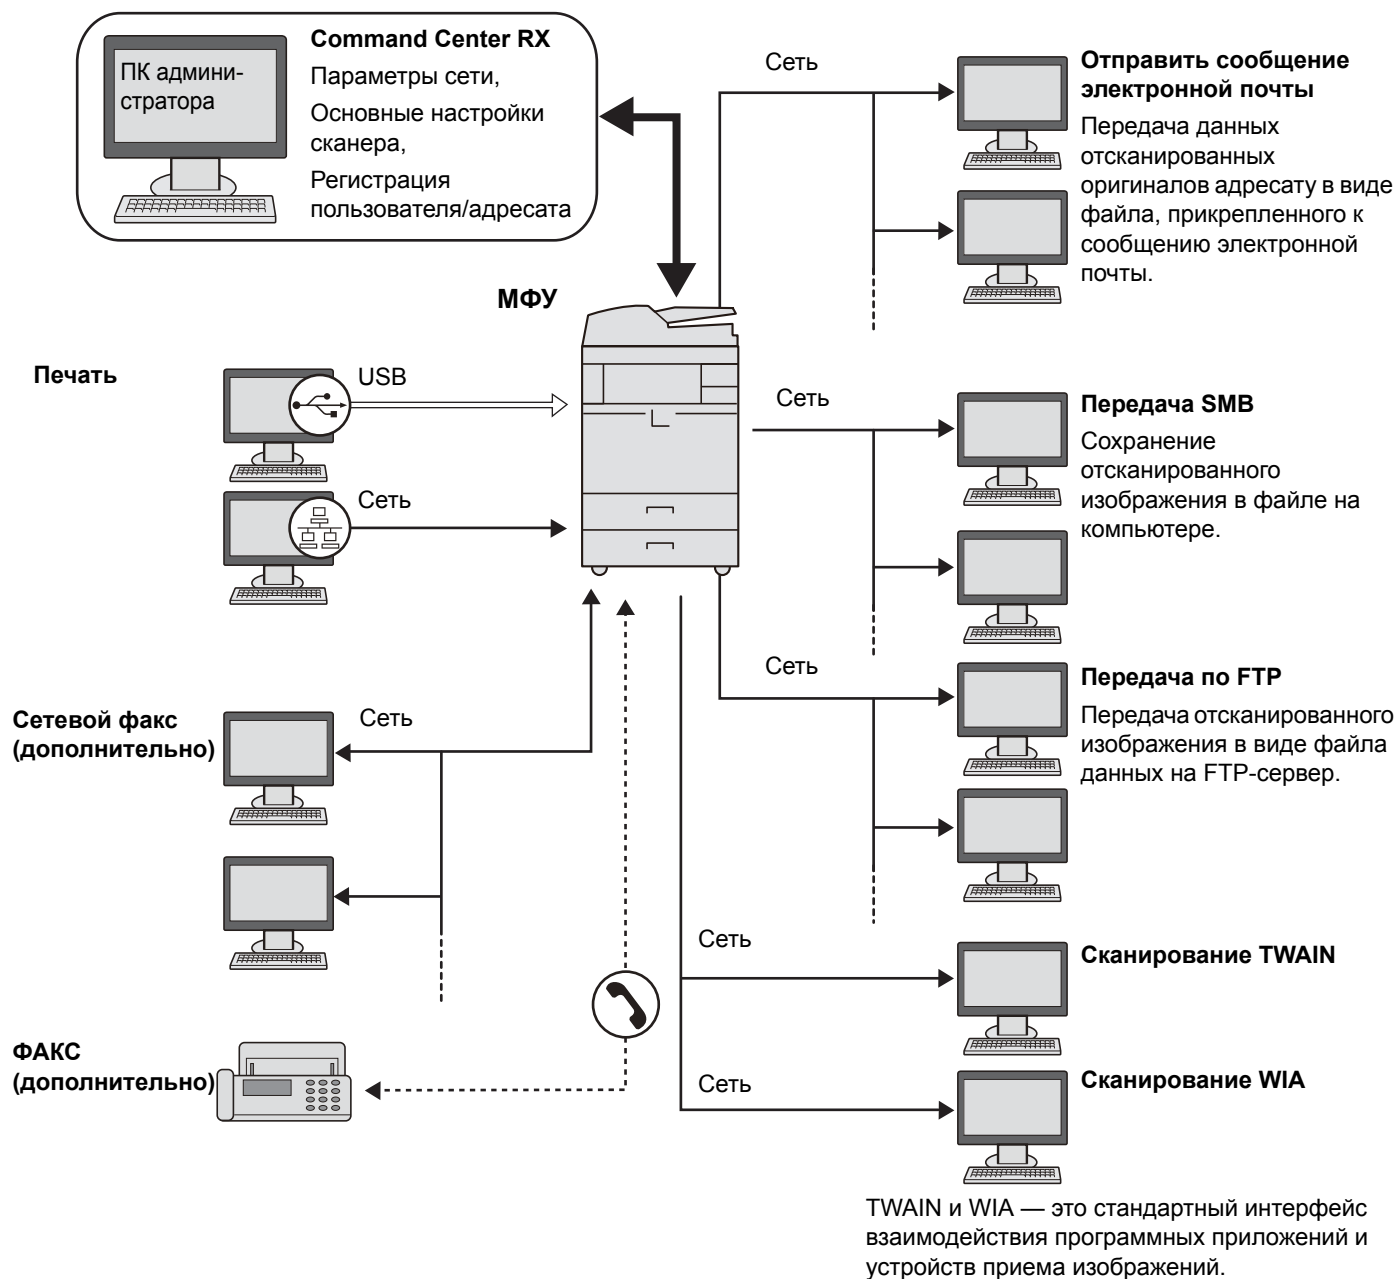 ПК админи-
стратора
Command Center RX
Параметры сети,
Основные настройки
сканера,
Регистрация
пользователя/адресата
МФУ
Печать
USB
Сеть
Сетевой факс
(дополнительно)
Сеть
ФАКС
(дополнительно)
Сеть
Отправить сообщение
электронной почты
Передача данных
отсканированных
оригиналов адресату в виде
файла, прикрепленного к
сообщению электронной
почты.
Сеть
Передача SMB
Сохранение
отсканированного
изображения в файле на
компьютере.
Сеть
Передача по FTP
Передача отсканированного
изображения в виде файла
данных на FTP-сервер.
Сеть
Сканирование TWAIN
Сеть
Сканирование WIA
TWAIN и WIA — это стандартный интерфейс
взаимодействия программных приложений и
устройств приема изображений.